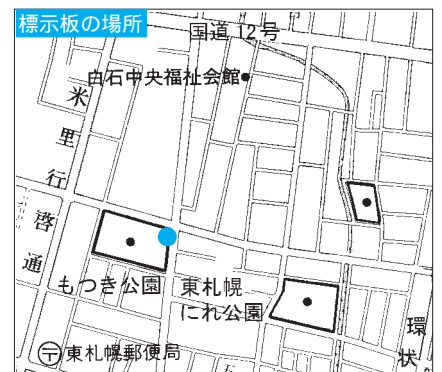 標示板の場所
国道12号
白石中央福祉会館
米里行啓通
もつき公園
東札幌
にれ公園
環状
〒東札幌郵便局